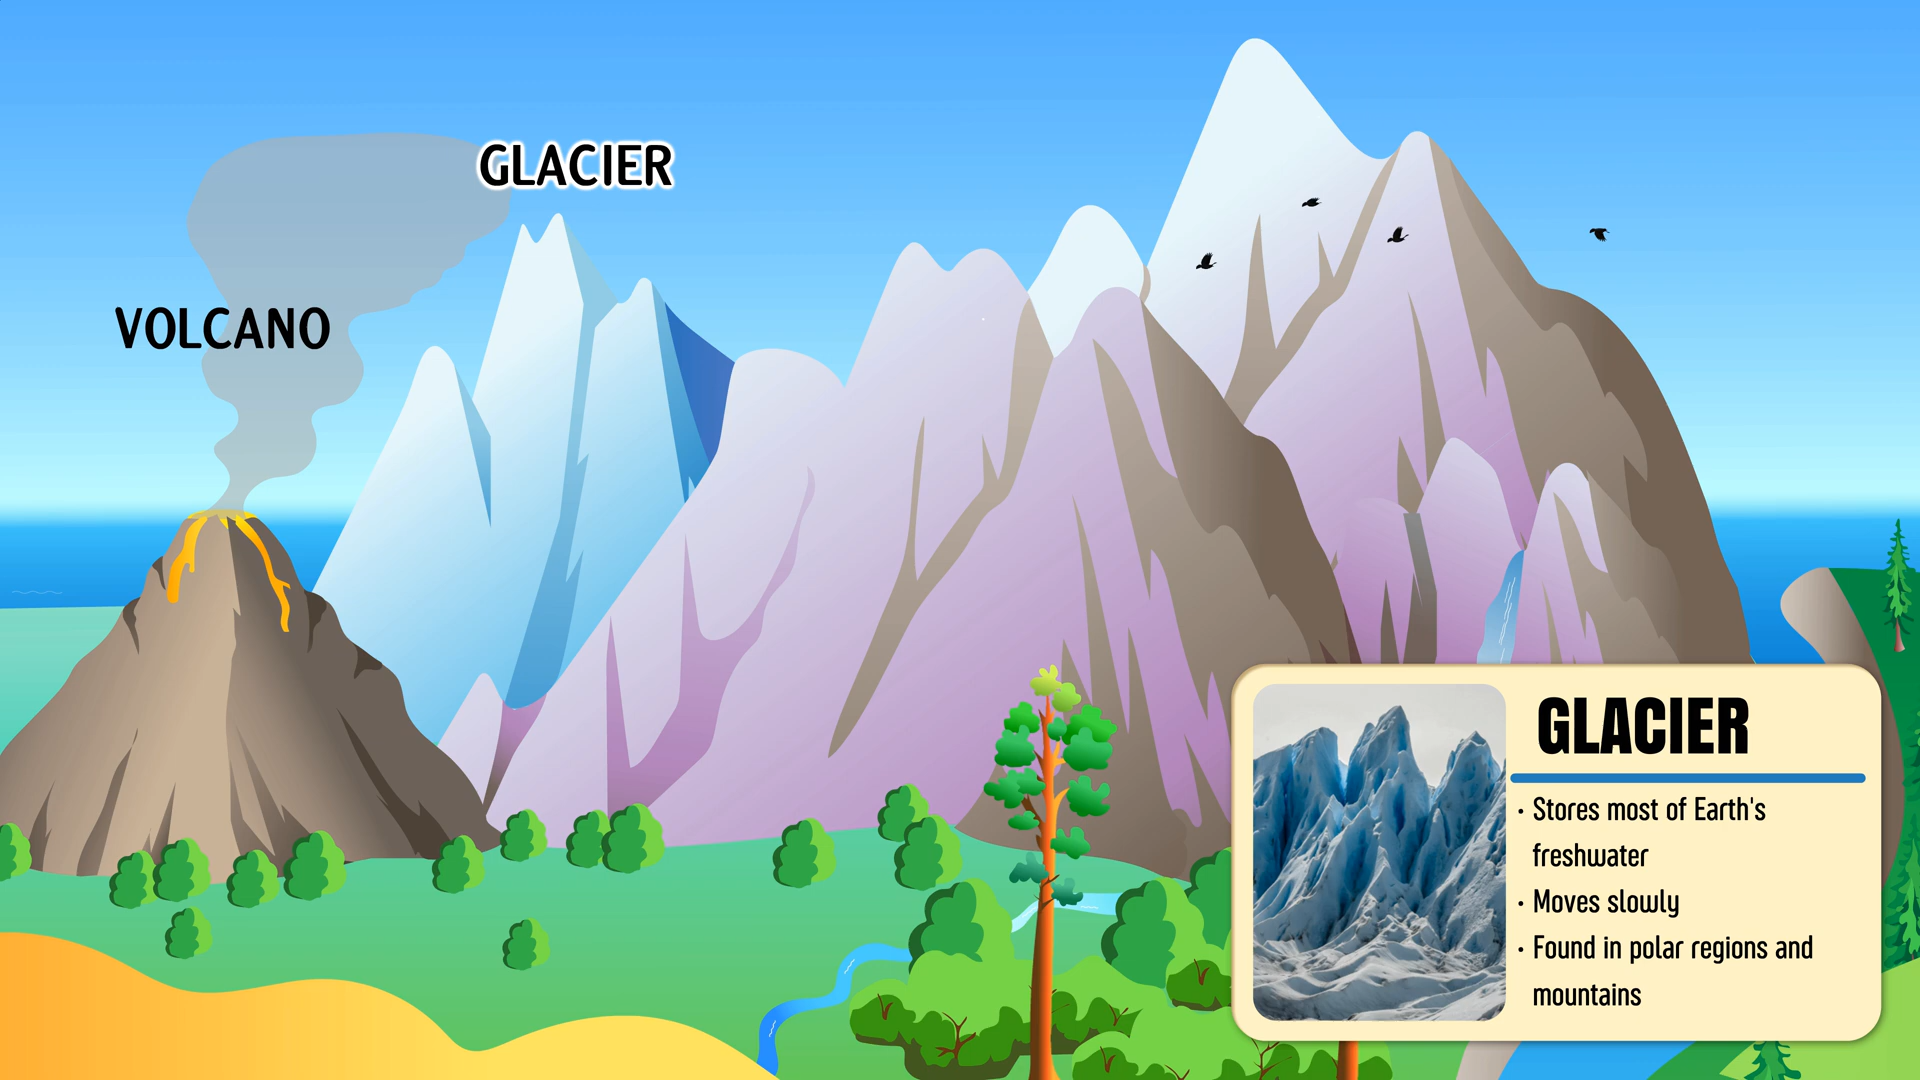 GLACIER
VOLCANO
GLACIER
· Stores most of Earth's
freshwater
· Moves slowly
· Found in polar regions and
mountains